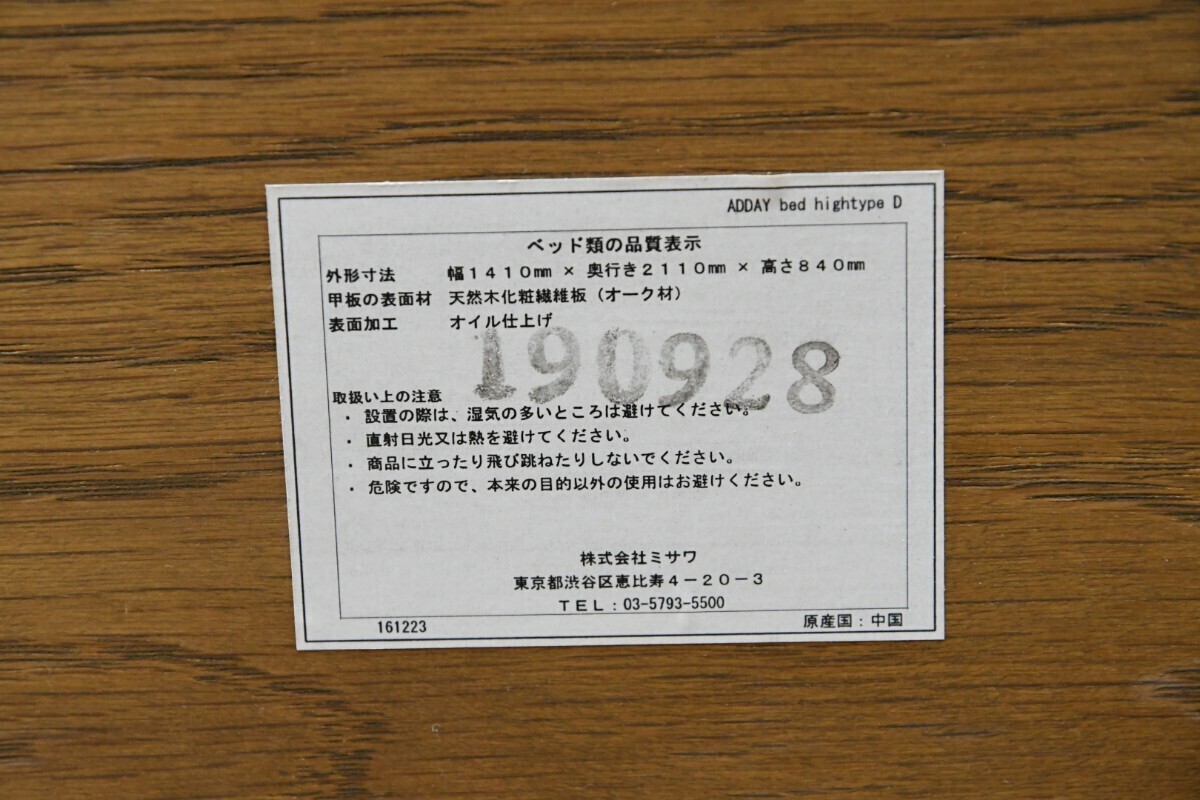 ADDAY bed hightype D
ベッド類の品質表示
外形寸法 幅1410mm × 奥行き2110mm × 高さ840mm
甲板の表面材 天然木化粧繊維板（オーク材）
表面加工 オイル仕上げ
190928
取扱い上の注意
・ 設置の際は、湿気の多いところは避けてください。
・ 直射日光又は熱を避けてください。
・ 商品に立ったり飛び跳ねたりしないでください。
・ 危険ですので、本来の目的以外の使用はお避けください。
株式会社ミサワ
東京都渋谷区恵比寿4－20－3
ＴＥＬ：03-5793-5500
161223 原産国：中国